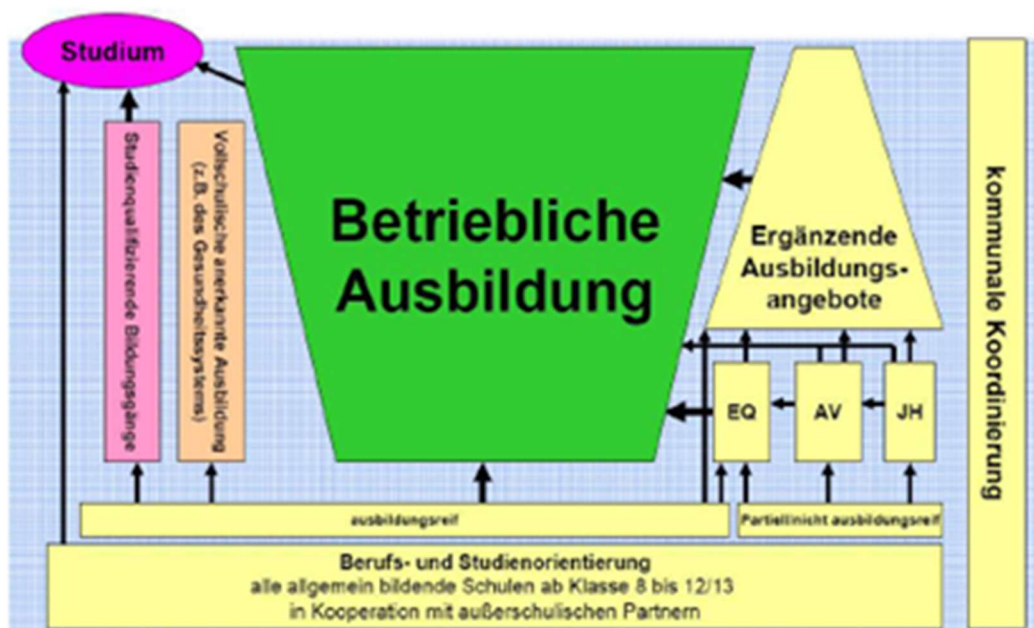 Studium
Studienqualifizierende Bildungsgänge
Vollschulische anerkannte Ausbildung
(z.B. des Gesundheitssystems)
Betriebliche
Ausbildung
Ergänzende
Ausbildungs-
angebote
kommunale Koordinierung
EQ
AV
JH
ausbildungsreif
Partiell/nicht ausbildungsreif
Berufs- und Studienorientierung
alle allgemein bildende Schulen ab Klasse 8 bis 12/13
in Kooperation mit außerschulischen Partnern